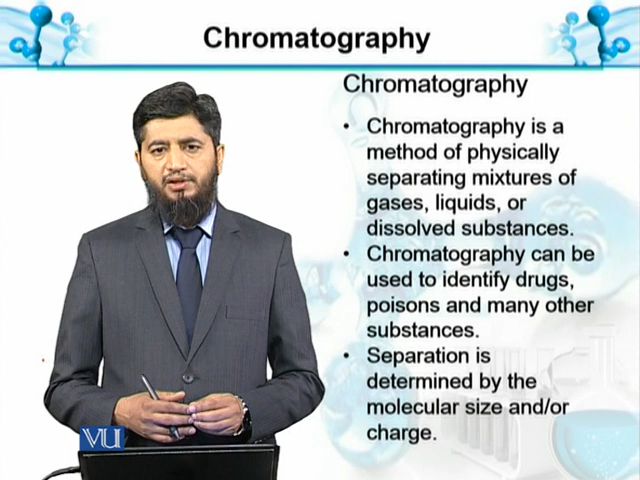 Chromatography
Chromatography
• Chromatography is a
method of physically
separating mixtures of
gases, liquids, or
dissolved substances.
• Chromatography can be
used to identify drugs,
poisons and many other
substances.
• Separation is
determined by the
molecular size and/or
charge.
VU